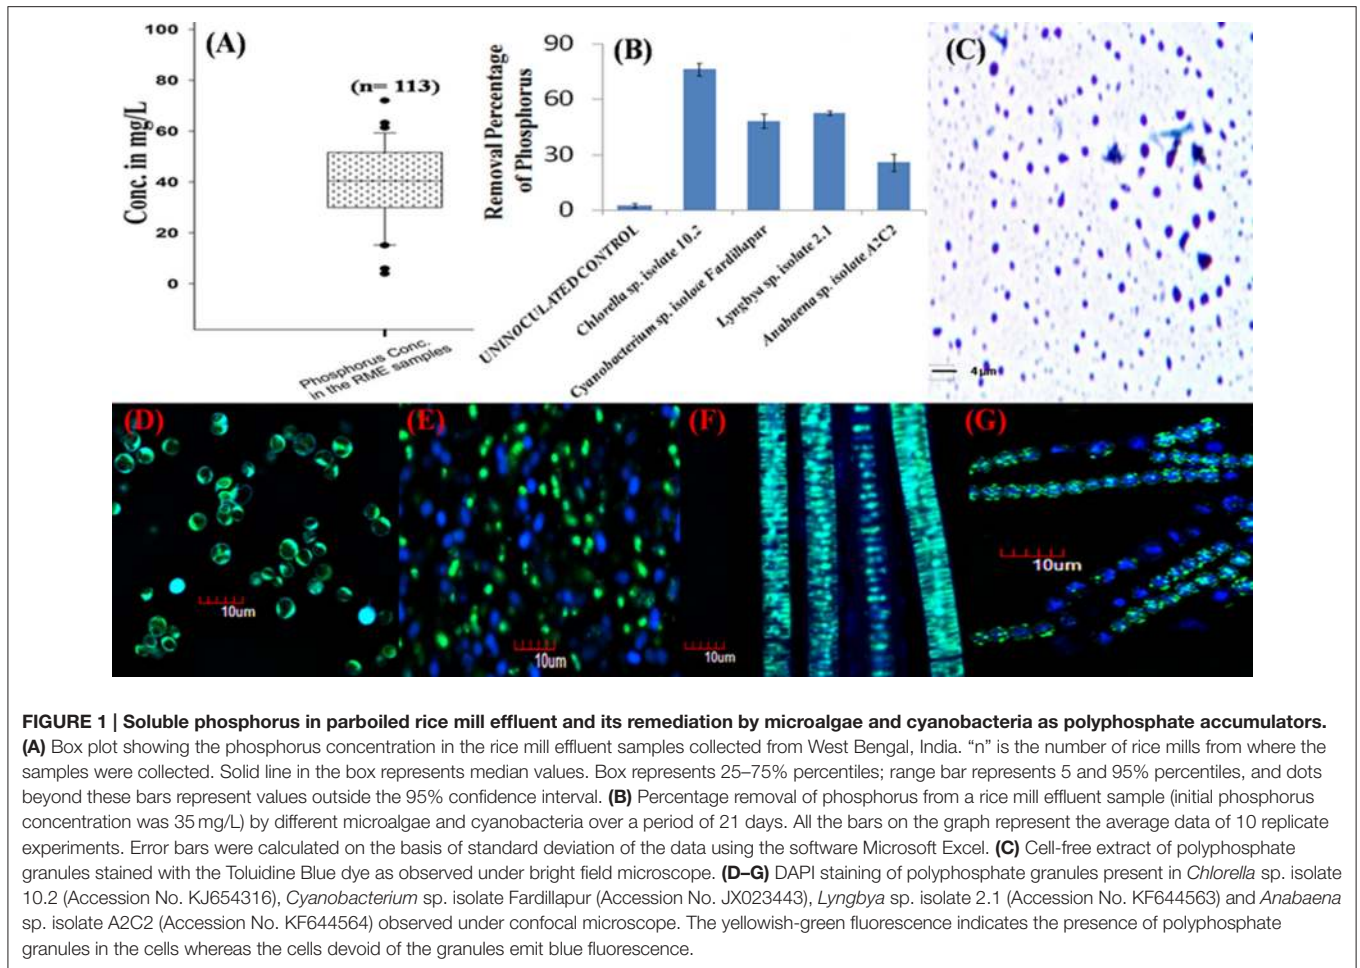 (A)
100
80
60
40
20
0
Conc. in mg/L
(n= 113)
Phosphorus Conc.
in the RME samples
(B)
Removal Percentage
of Phosphorus
90
60
30
0
UNINOCULATED CONTROL
Chlorella sp. isolate 10.2
Cyanobacterium sp. isolate Fardillapur
Lyngbya sp. isolate 2.1
Anabaena sp. isolate A2C2
(C)
4 µm
(D)
10um
(E)
10um
(F)
10um
(G)
10um
FIGURE 1 | Soluble phosphorus in parboiled rice mill effluent and its remediation by microalgae and cyanobacteria as polyphosphate accumulators.
(A) Box plot showing the phosphorus concentration in the rice mill effluent samples collected from West Bengal, India. “n” is the number of rice mills from where the
samples were collected. Solid line in the box represents median values. Box represents 25–75% percentiles; range bar represents 5 and 95% percentiles, and dots
beyond these bars represent values outside the 95% confidence interval. (B) Percentage removal of phosphorus from a rice mill effluent sample (initial phosphorus
concentration was 35 mg/L) by different microalgae and cyanobacteria over a period of 21 days. All the bars on the graph represent the average data of 10 replicate
experiments. Error bars were calculated on the basis of standard deviation of the data using the software Microsoft Excel. (C) Cell-free extract of polyphosphate
granules stained with the Toluidine Blue dye as observed under bright field microscope. (D–G) DAPI staining of polyphosphate granules present in Chlorella sp. isolate
10.2 (Accession No. KJ654316), Cyanobacterium sp. isolate Fardillapur (Accession No. JX023443), Lyngbya sp. isolate 2.1 (Accession No. KF644563) and Anabaena
sp. isolate A2C2 (Accession No. KF644564) observed under confocal microscope. The yellowish-green fluorescence indicates the presence of polyphosphate
granules in the cells whereas the cells devoid of the granules emit blue fluorescence.